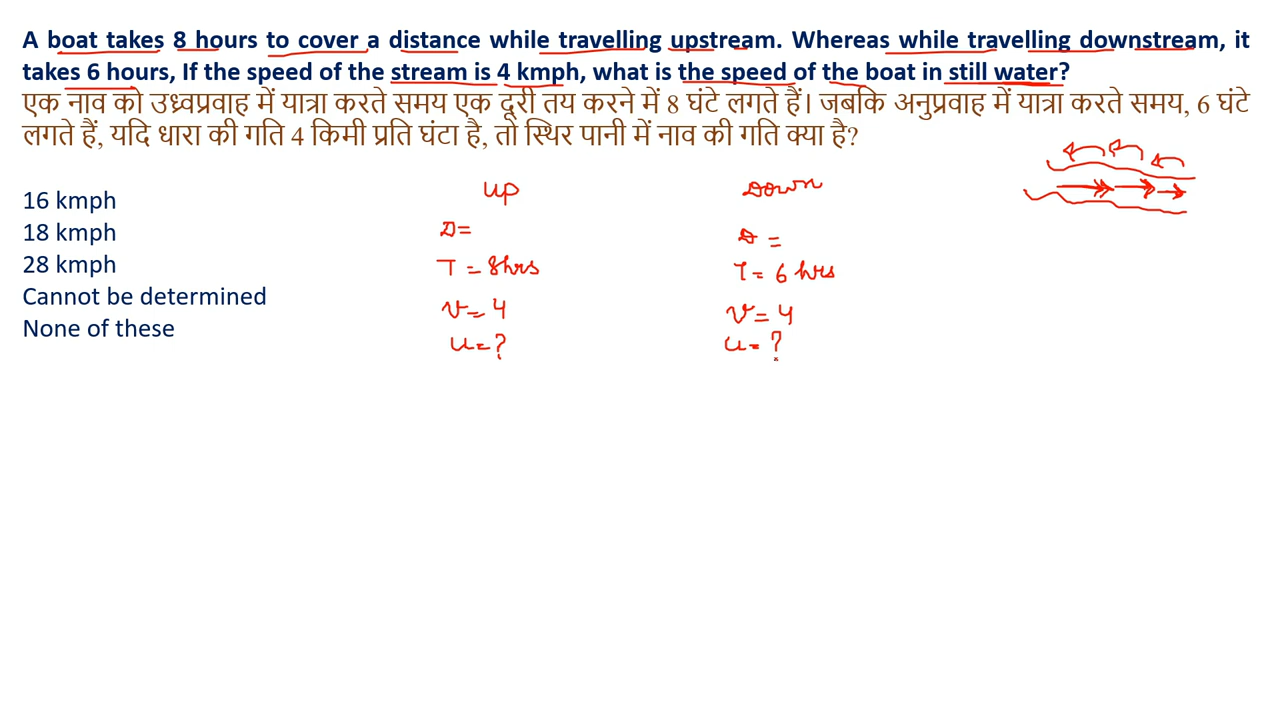 A boat takes 8 hours to cover a distance while travelling upstream. Whereas while travelling downstream, it
takes 6 hours, If the speed of the stream is 4 kmph, what is the speed of the boat in still water?
एक नाव को उध्र्वप्रवाह में यात्रा करते समय एक दूरी तय करने में 8 घंटे लगते हैं। जबकि अनुप्रवाह में यात्रा करते समय, 6 घंटे
लगते हैं, यदि धारा की गति 4 किमी प्रति घंटा है, तो स्थिर पानी में नाव की गति क्या है?
16 kmph
18 kmph
28 kmph
Cannot be determined
None of these
UP
D=
T = 8hrs
v= 4
u=?
Down
D =
T= 6 hrs
v= 4
u= ?